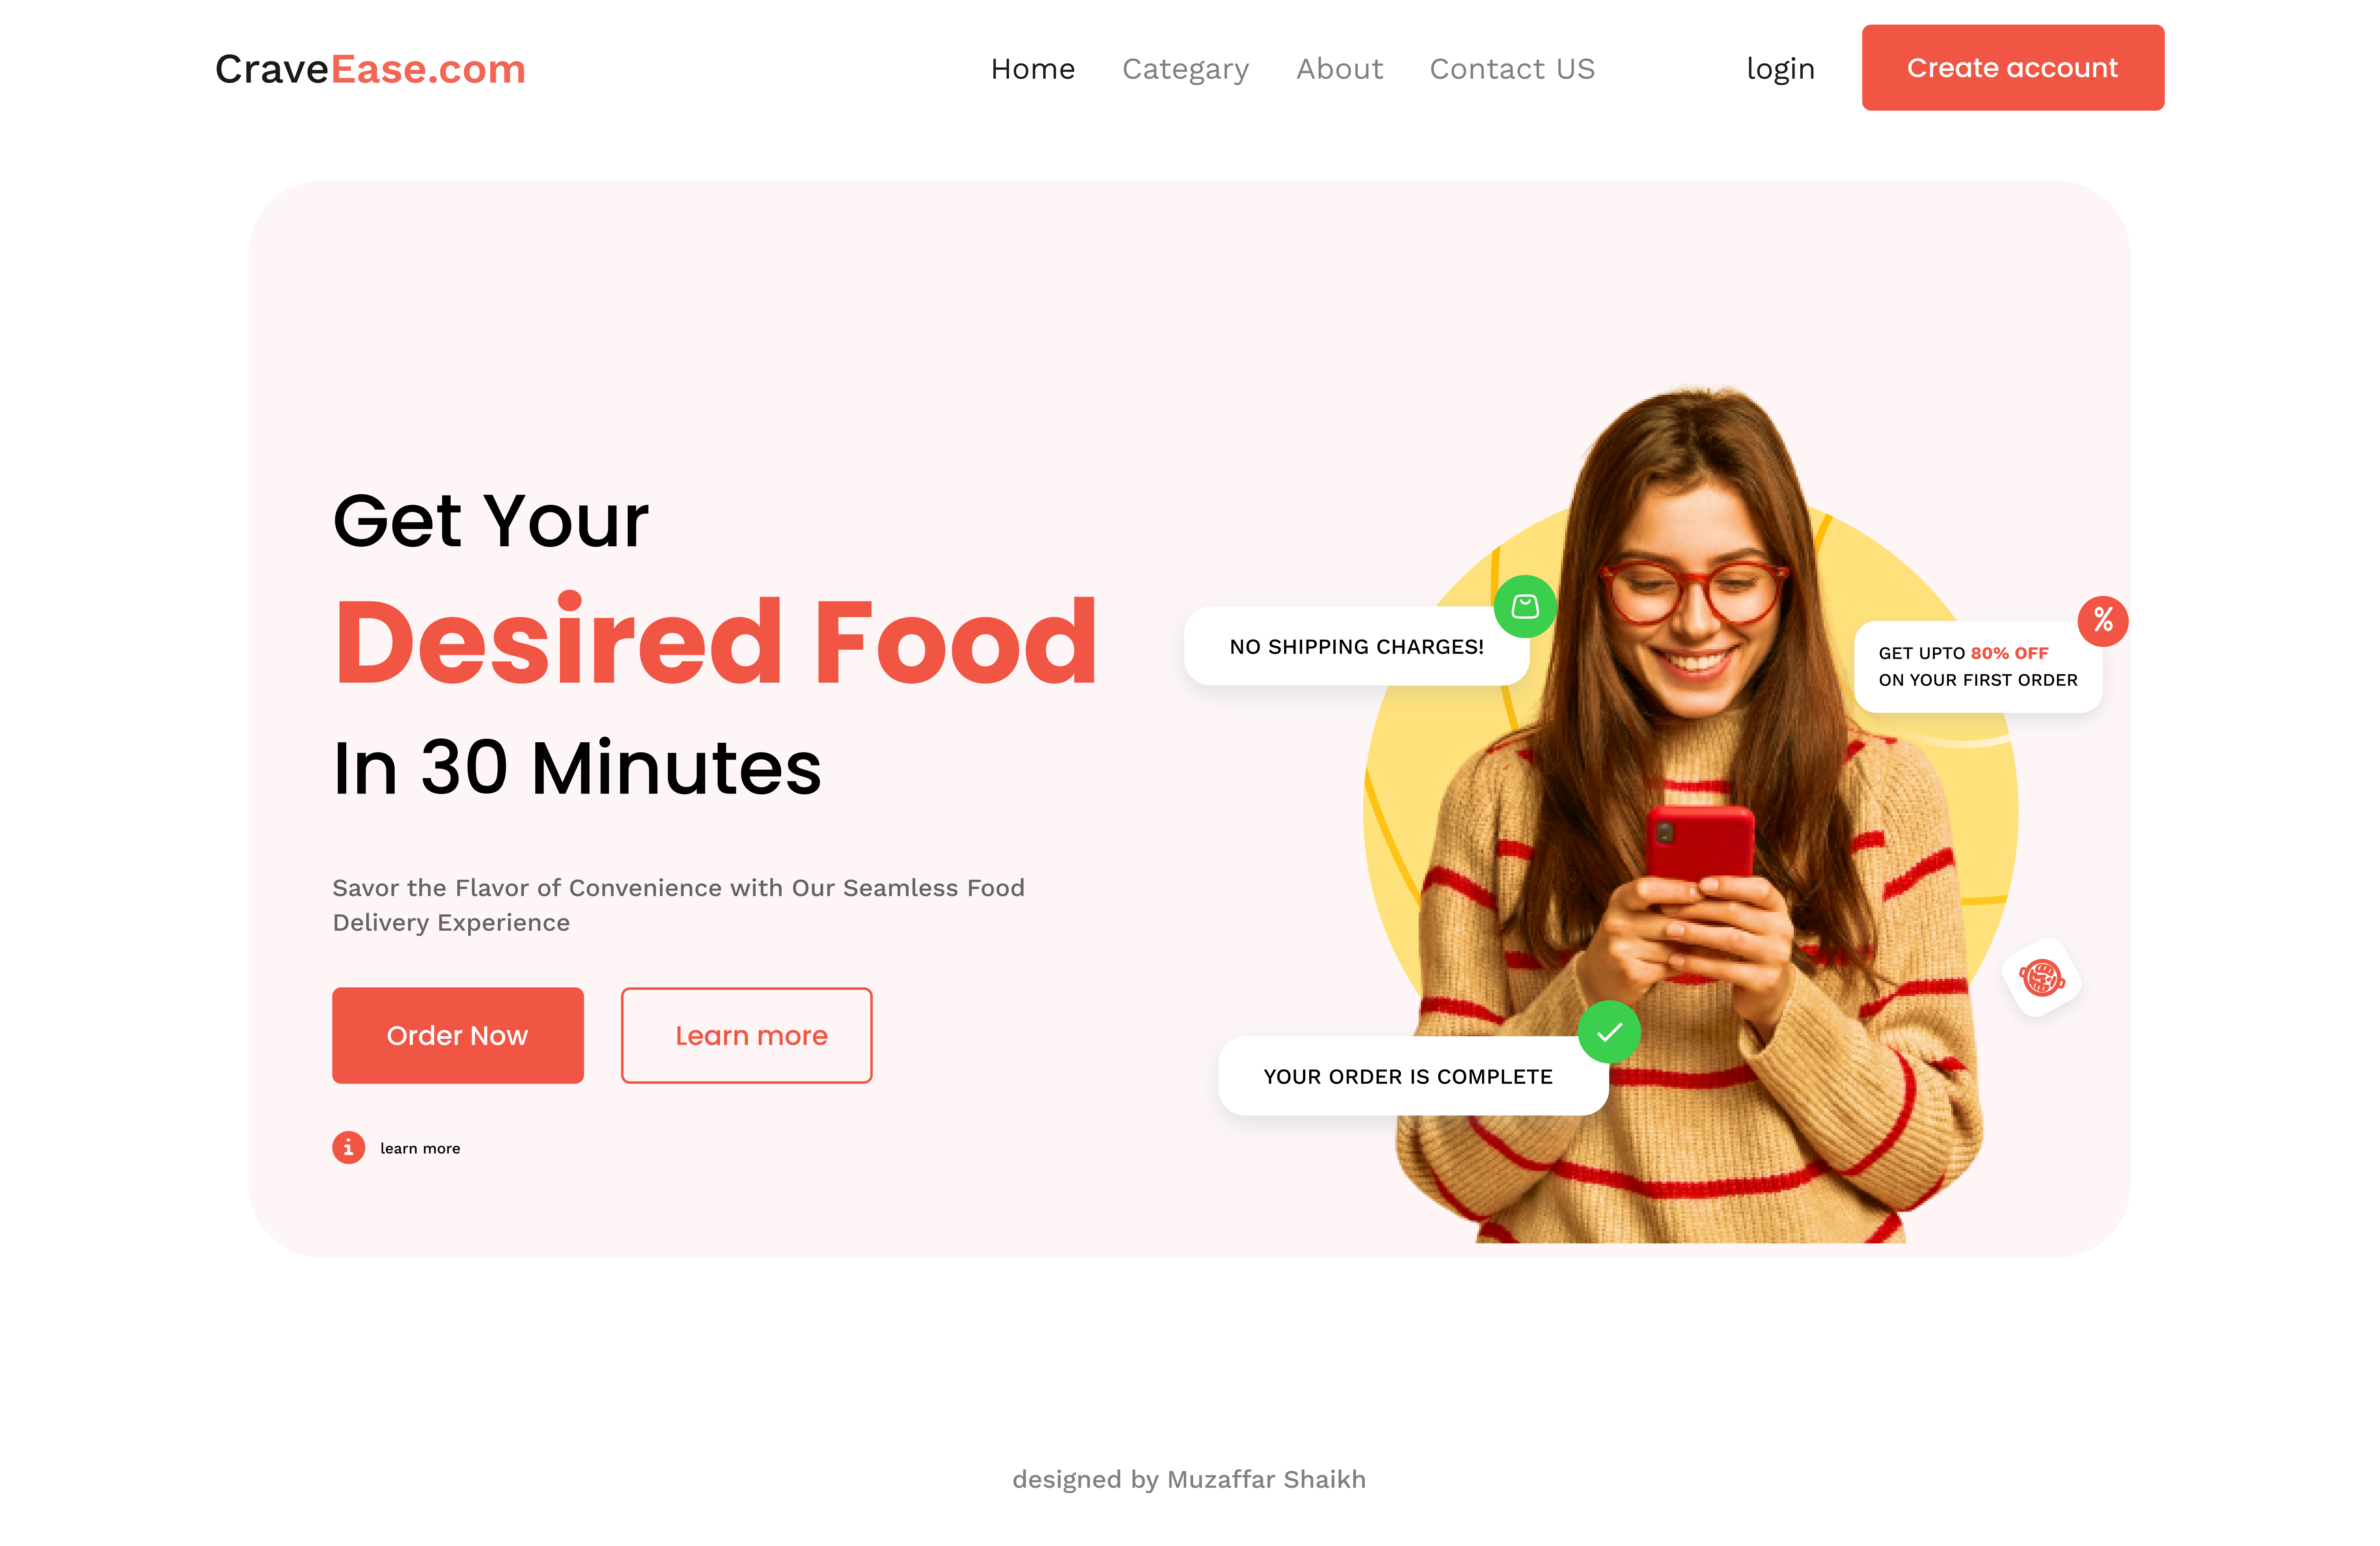 CraveEase.com
Home Categary About Contact US login Create account
Get Your
Desired Food
In 30 Minutes
Savor the Flavor of Convenience with Our Seamless Food
Delivery Experience
Order Now Learn more
learn more
NO SHIPPING CHARGES!
GET UPTO 80% OFF
ON YOUR FIRST ORDER
%
YOUR ORDER IS COMPLETE
designed by Muzaffar Shaikh